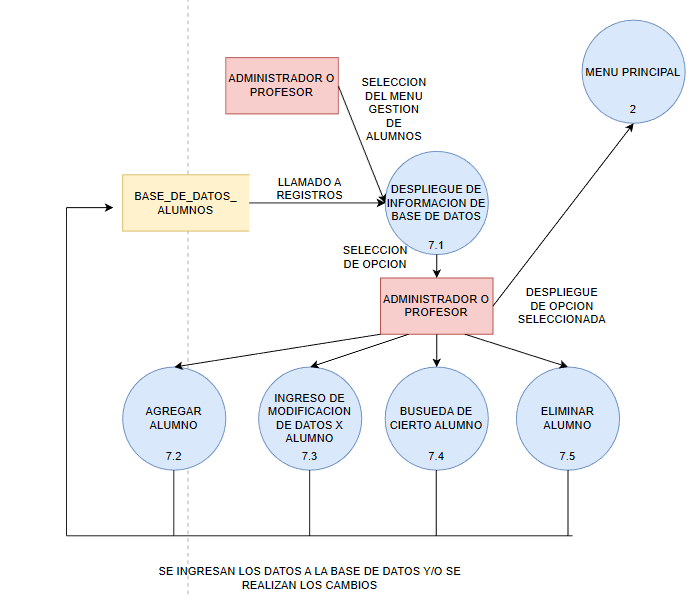 MENU PRINCIPAL
2
ADMINISTRADOR O
PROFESOR
SELECCION
DEL MENU
GESTION
DE
ALUMNOS
BASE_DE_DATOS_
ALUMNOS
LLAMADO A
REGISTROS
DESPLIEGUE DE
INFORMACION DE
BASE DE DATOS
7.1
SELECCION
DE OPCION
ADMINISTRADOR O
PROFESOR
DESPLIEGUE
DE OPCION
SELECCIONADA
AGREGAR
ALUMNO
7.2
INGRESO DE
MODIFICACION
DE DATOS X
ALUMNO
7.3
BUSUEDA DE
CIERTO ALUMNO
7.4
ELIMINAR
ALUMNO
7.5
SE INGRESAN LOS DATOS A LA BASE DE DATOS Y/O SE
REALIZAN LOS CAMBIOS